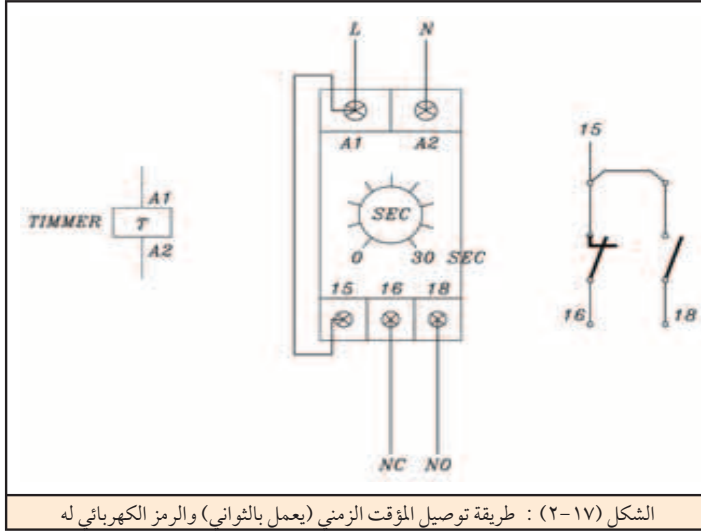 L N
A1 A2
15
A1
TIMMER T
A2
SEC
0 30 SEC
15 16 18
16 18
NC NO
الشكل (١٧-٢) : طريقة توصيل المؤقت الزمني (يعمل بالثواني) والرمز الكهربائي له